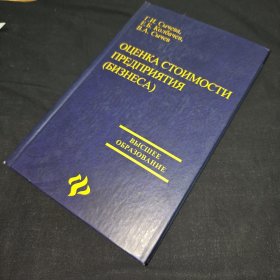 Г.И. Сычева,
Е.Б. Колбачев,
В.А. Сычев
ОЦЕНКА СТОИМОСТИ
ПРЕДПРИЯТИЯ
(БИЗНЕСА)
ВЫСШЕЕ
ОБРАЗОВАНИЕ